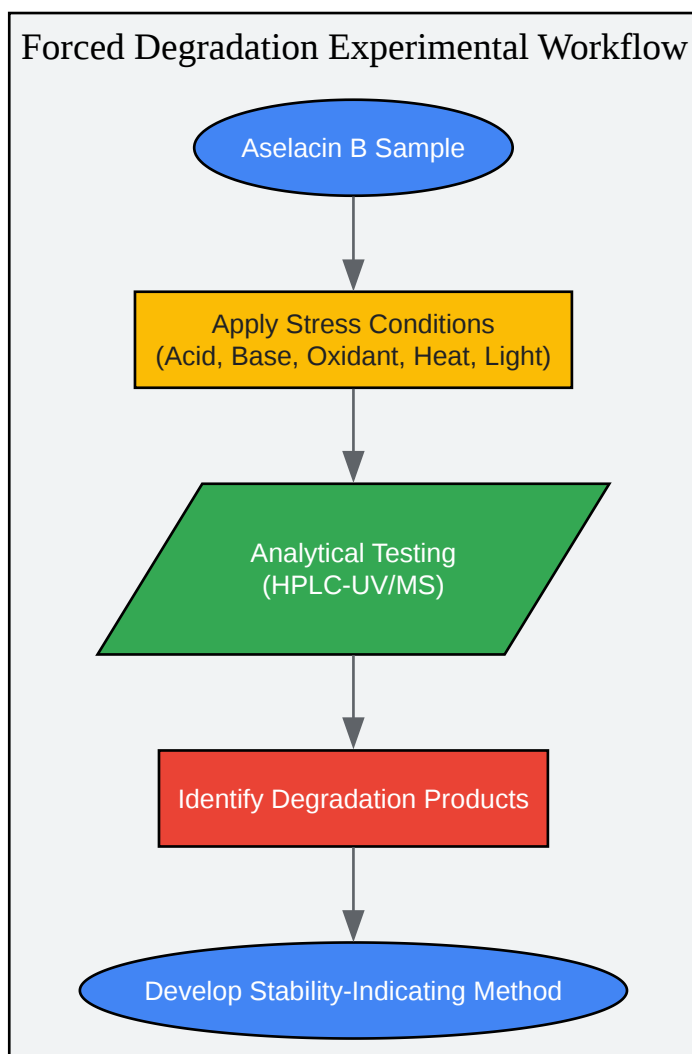 Forced Degradation Experimental Workflow
Aselacin B Sample
Apply Stress Conditions
(Acid, Base, Oxidant, Heat, Light)
Analytical Testing
(HPLC-UV/MS)
Identify Degradation Products
Develop Stability-Indicating Method